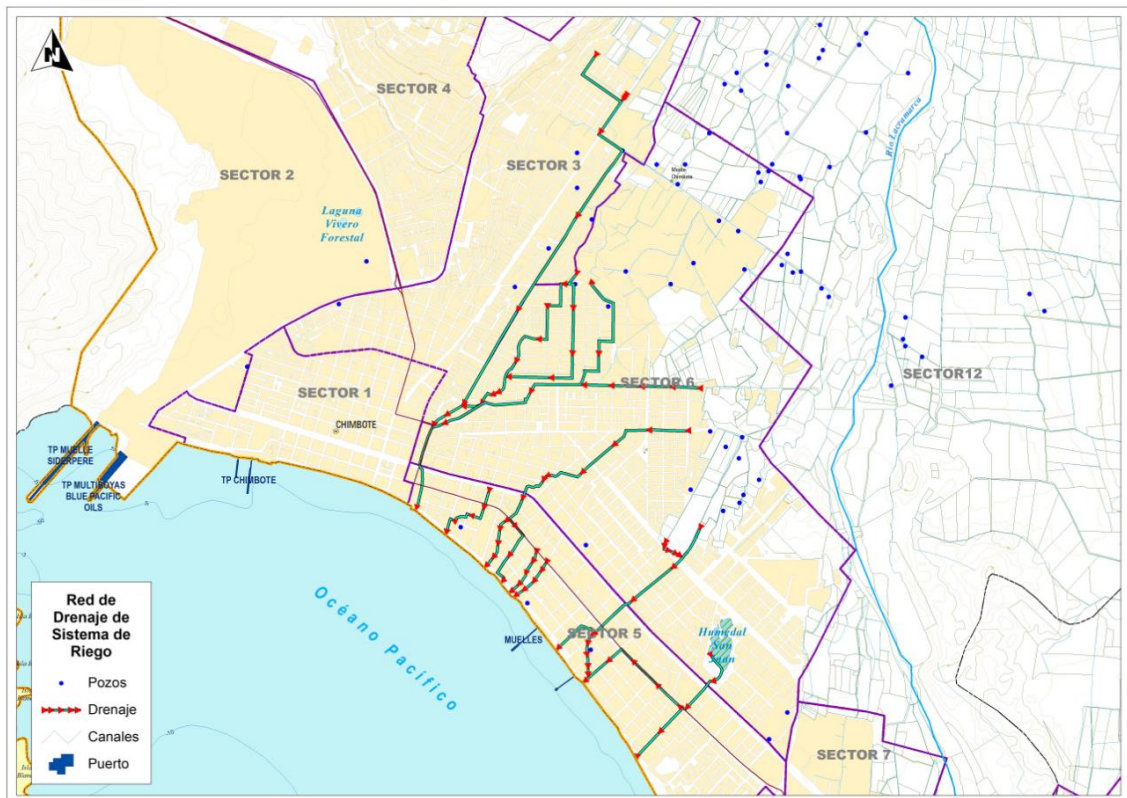 N
SECTOR 4
SECTOR 3
SECTOR 2
Laguna
Vivero
Forestal
Río Lacramarca
SECTOR 1
CHIMBOTE
SECTOR 6
SECTOR12
TP MUELLE
SIDERPERE
TP MULTIBOYAS
BLUE PACIFIC
OILS
TP CHIMBOTE
Océano Pacífico
MUELLES
SECTOR 5
Humedal
San
Juan
SECTOR 7
Red de
Drenaje de
Sistema de
Riego
Pozos
Drenaje
Canales
Puerto